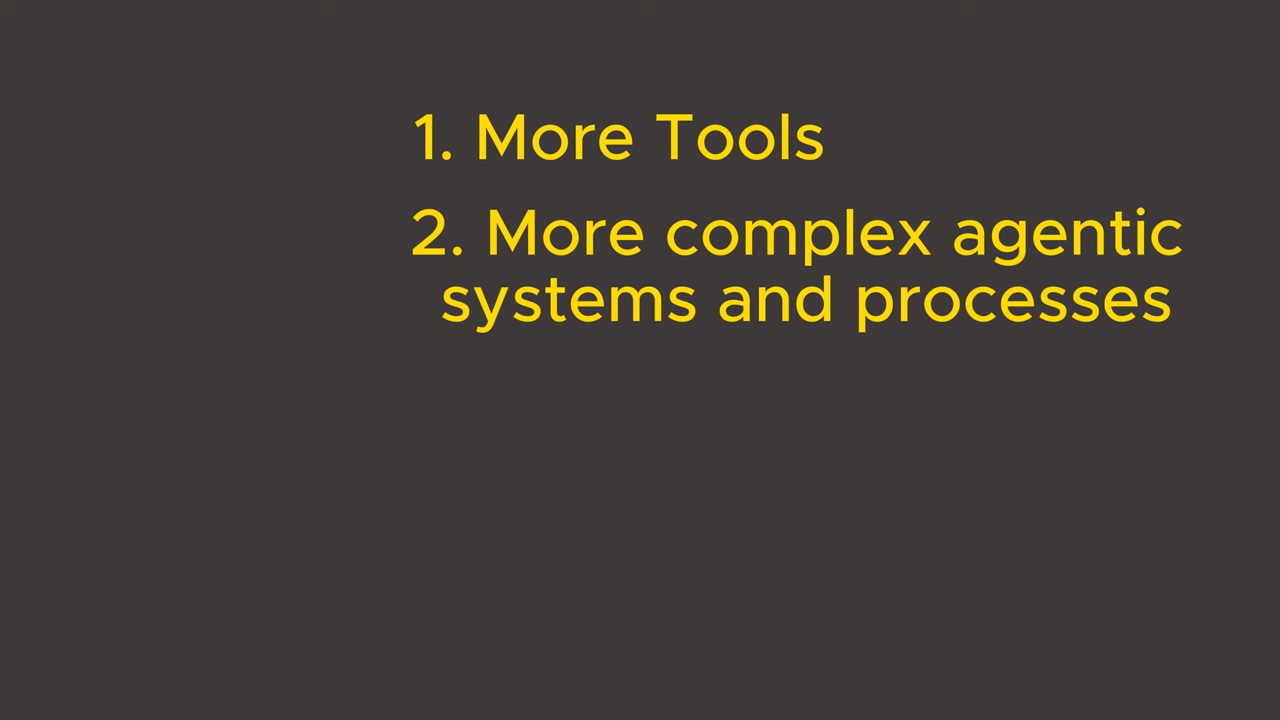 1. More Tools
2. More complex agentic
systems and processes